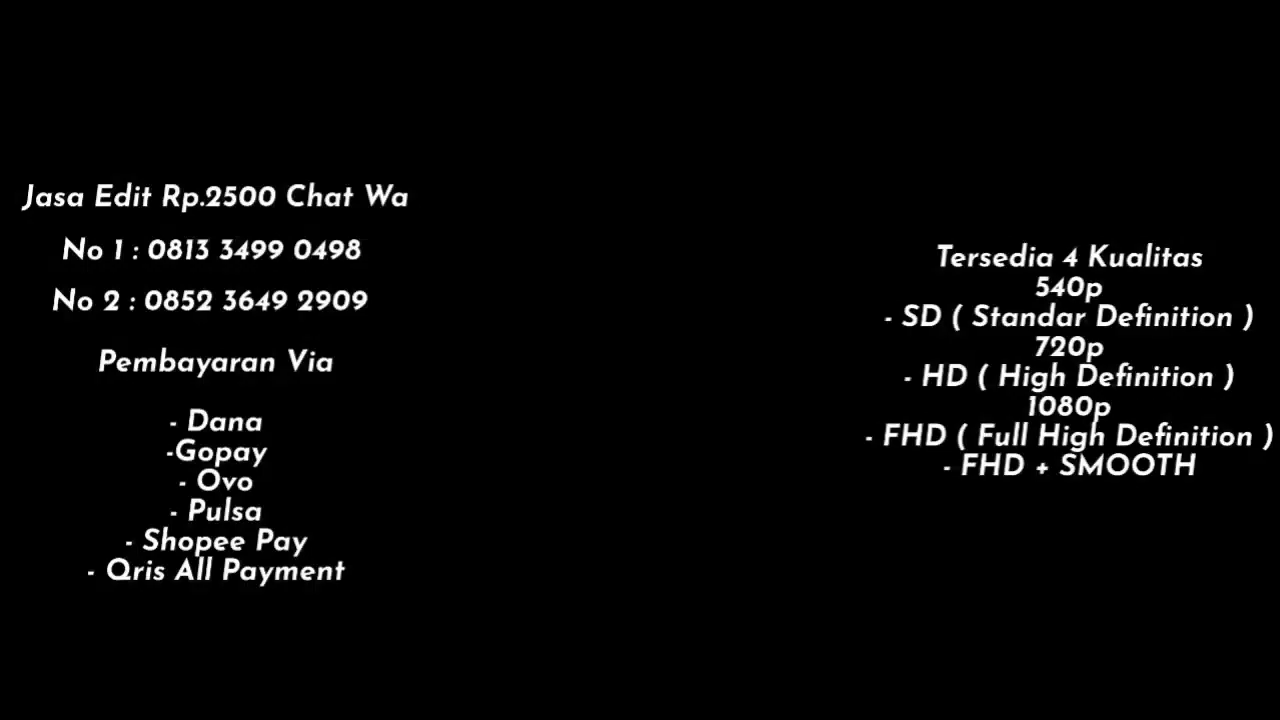 Jasa Edit Rp.2500 Chat Wa
No 1 : 0813 3499 0498
No 2 : 0852 3649 2909
Pembayaran Via
- Dana
-Gopay
- Ovo
- Pulsa
- Shopee Pay
- Qris All Payment
Tersedia 4 Kualitas
540p
- SD ( Standar Definition )
720p
- HD ( High Definition )
1080p
- FHD ( Full High Definition )
- FHD + SMOOTH